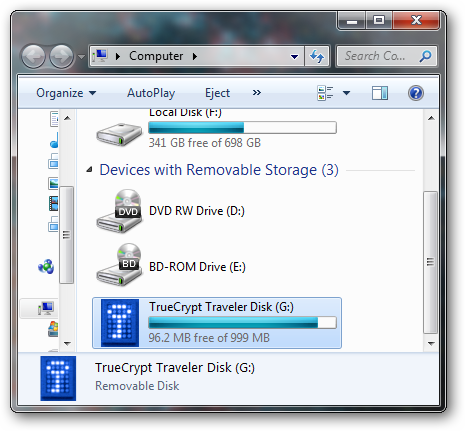 Computer
Search Co...
Organize AutoPlay Eject »
Local Disk (F:)
341 GB free of 698 GB
Devices with Removable Storage (3)
DVD
DVD RW Drive (D:)
BD
BD-ROM Drive (E:)
TrueCrypt Traveler Disk (G:)
96.2 MB free of 999 MB
TrueCrypt Traveler Disk (G:)
Removable Disk